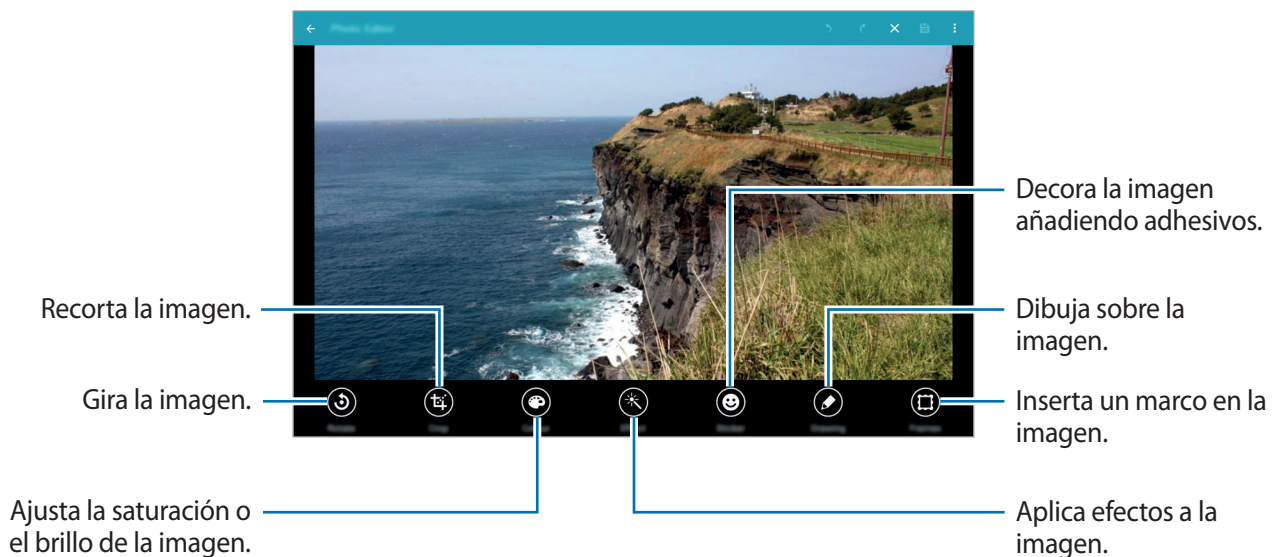 Decora la imagen
añadiendo adhesivos.
Recorta la imagen.
Dibuja sobre la
imagen.
Gira la imagen.
Inserta un marco en la
imagen.
Ajusta la saturación o
el brillo de la imagen.
Aplica efectos a la
imagen.